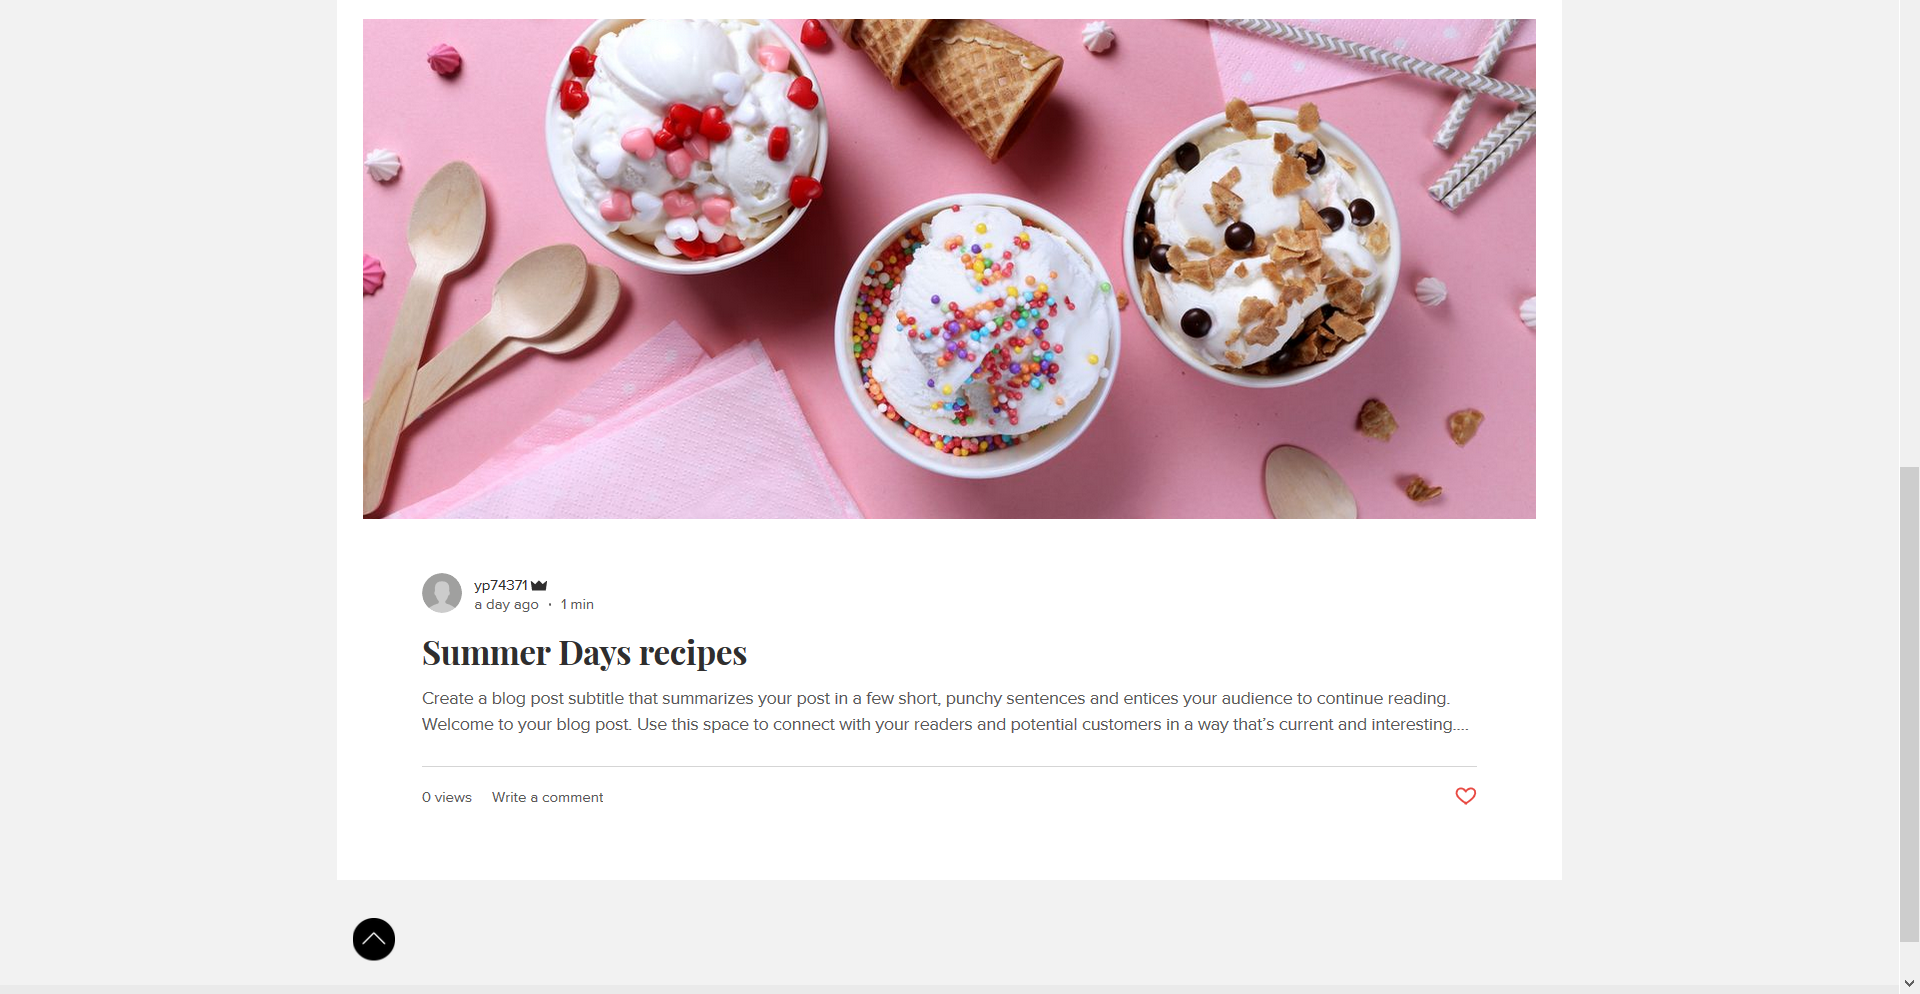 yp74371
a day ago · 1 min
Summer Days recipes
Create a blog post subtitle that summarizes your post in a few short, punchy sentences and entices your audience to continue reading.
Welcome to your blog post. Use this space to connect with your readers and potential customers in a way that’s current and interesting....
0 views Write a comment